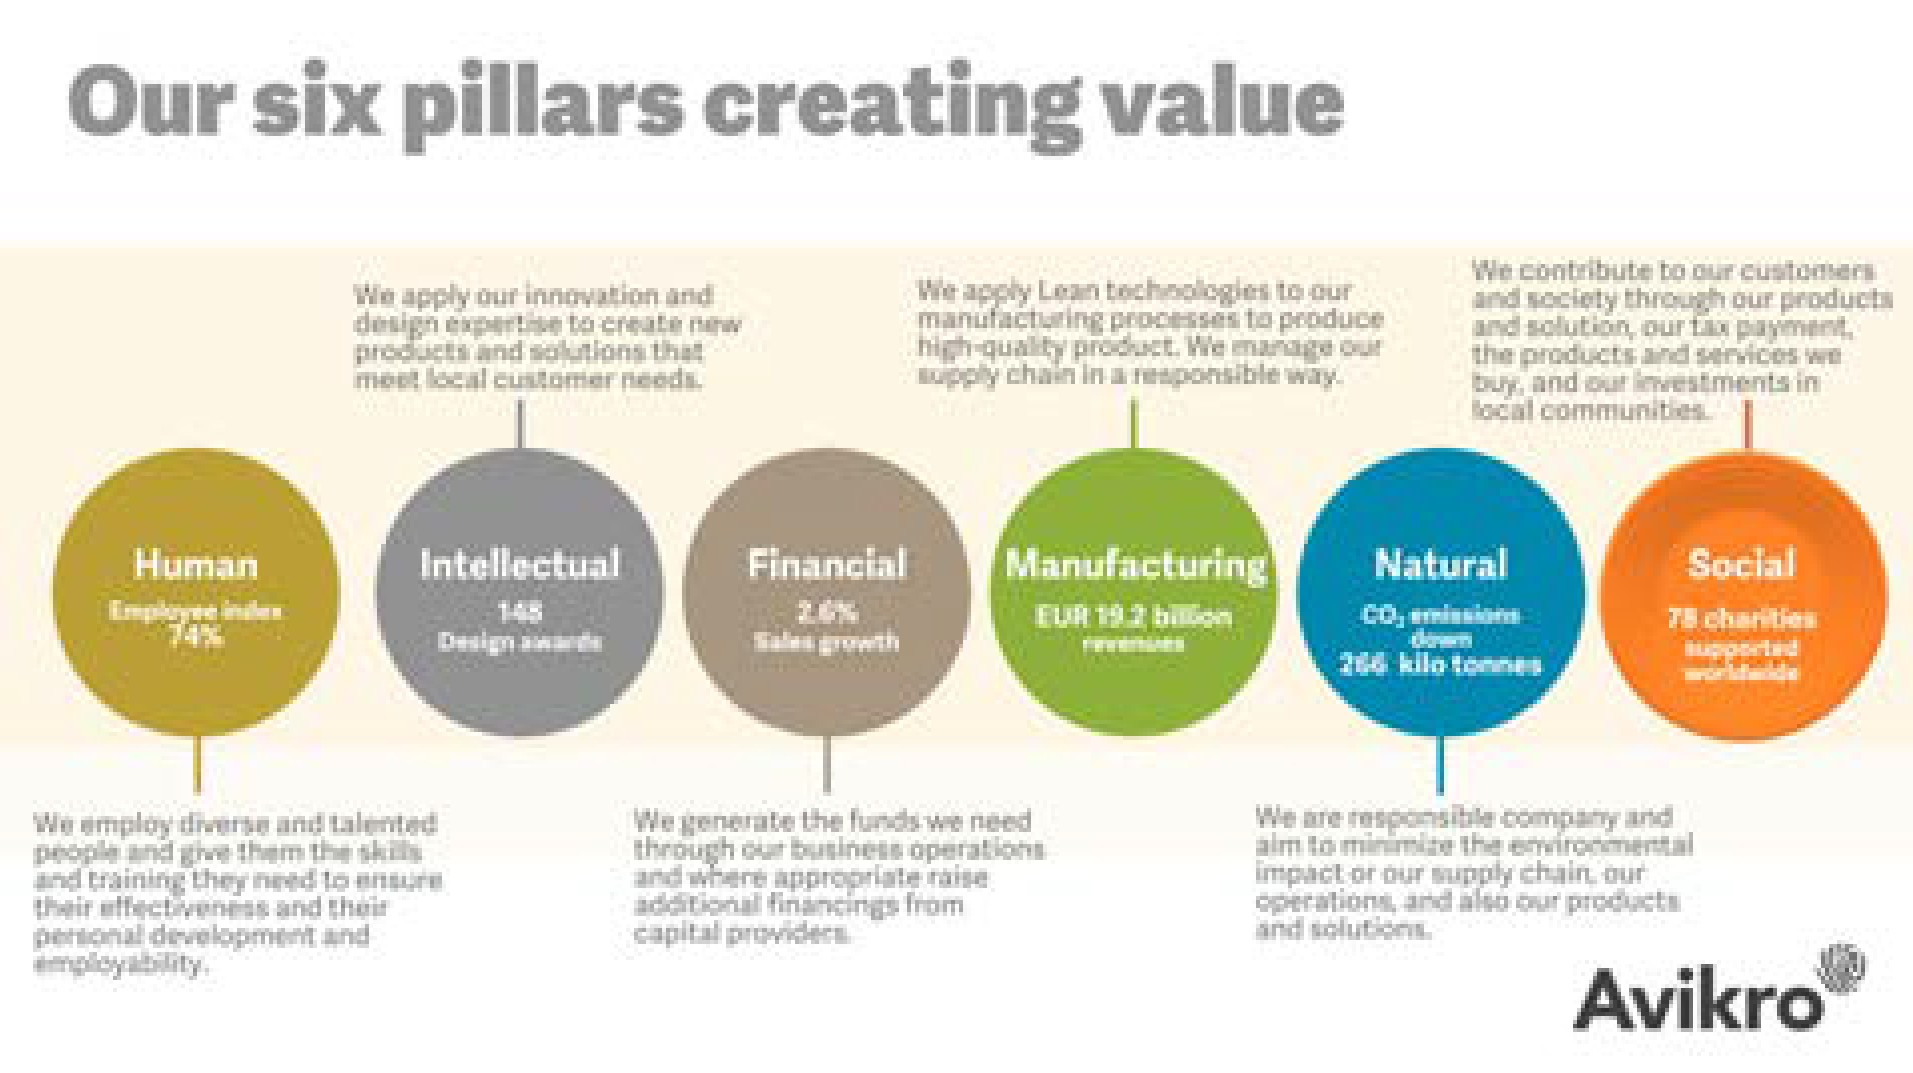 Our six pillars creating value
We apply our innovation and
design expertise to create new
products and solutions that
meet local customer needs.
We apply Lean technologies to our
manufacturing processes to produce
high-quality product. We manage our
supply chain in a responsible way.
We contribute to our customers
and society through our products
and solution, our tax payment,
the products and services we
buy, and our investments in
local communities.
Human
Employee index
74%
Intellectual
148
Design awards
Financial
2.6%
Sales growth
Manufacturing
EUR 19.2 billion
revenues
Natural
CO₂ emissions
down
266 kilo tonnes
Social
78 charities
supported
worldwide
We employ diverse and talented
people and give them the skills
and training they need to ensure
their effectiveness and their
personal development and
employability.
We generate the funds we need
through our business operations
and where appropriate raise
additional financings from
capital providers.
We are responsible company and
aim to minimize the environmental
impact or our supply chain, our
operations, and also our products
and solutions.
Avikro